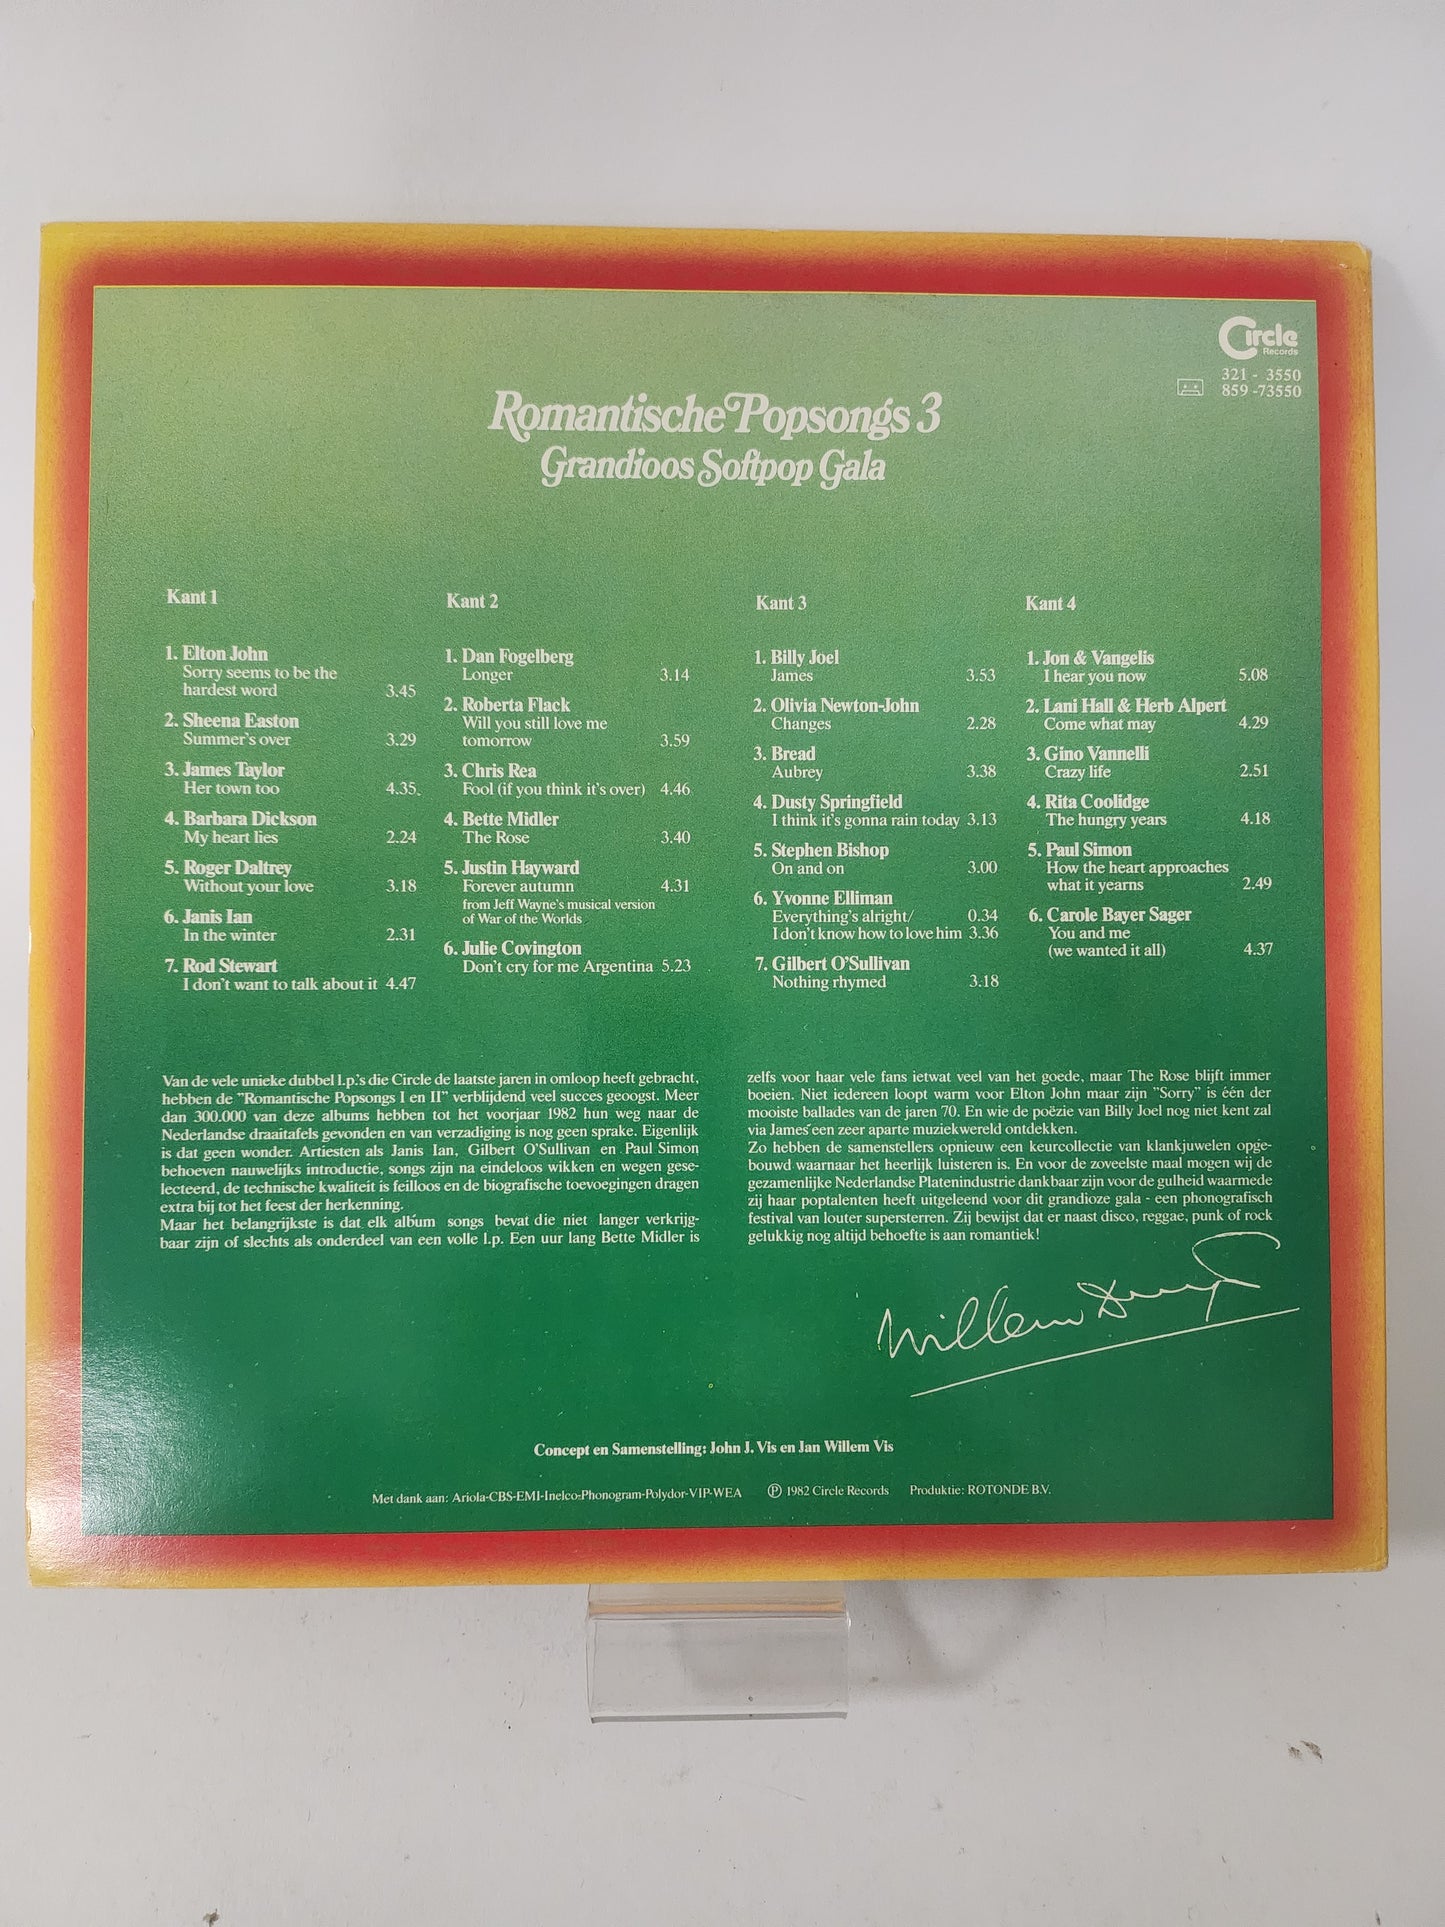 Circle
Records
321 - 3550
859 -73550
Romantische Popsongs 3
Grandioos Softpop Gala
Kant 1
1. Elton John
Sorry seems to be the
hardest word 3.45
2. Sheena Easton
Summer's over 3.29
3. James Taylor
Her town too 4.35
4. Barbara Dickson
My heart lies 2.24
5. Roger Daltrey
Without your love 3.18
6. Janis Ian
In the winter 2.31
7. Rod Stewart
I don't want to talk about it 4.47
Kant 2
1. Dan Fogelberg
Longer 3.14
2. Roberta Flack
Will you still love me
tomorrow 3.59
3. Chris Rea
Fool (if you think it's over) 4.46
4. Bette Midler
The Rose 3.40
5. Justin Hayward
Forever autumn 4.31
from Jeff Wayne's musical version
of War of the Worlds
6. Julie Covington
Don't cry for me Argentina 5.23
Kant 3
1. Billy Joel
James 3.53
2. Olivia Newton-John
Changes 2.28
3. Bread
Aubrey 3.38
4. Dusty Springfield
I think it's gonna rain today 3.13
5. Stephen Bishop
On and on 3.00
6. Yvonne Elliman
Everything's alright/ 0.34
I don't know how to love him 3.36
7. Gilbert O'Sullivan
Nothing rhymed 3.18
Kant 4
1. Jon & Vangelis
I hear you now 5.08
2. Lani Hall & Herb Alpert
Come what may 4.29
3. Gino Vannelli
Crazy life 2.51
4. Rita Coolidge
The hungry years 4.18
5. Paul Simon
How the heart approaches
what it yearns 2.49
6. Carole Bayer Sager
You and me
(we wanted it all) 4.37
Van de vele unieke dubbel l.p.'s die Circle de laatste jaren in omloop heeft gebracht,
hebben de "Romantische Popsongs I en II" verblijdend veel succes geoogst. Meer
dan 300.000 van deze albums hebben tot het voorjaar 1982 hun weg naar de
Nederlandse draaitafels gevonden en van verzadiging is nog geen sprake. Eigenlijk
is dat geen wonder. Artiesten als Janis Ian, Gilbert O'Sullivan en Paul Simon
behoeven nauwelijks introductie, songs zijn na eindeloos wikken en wegen gese-
lecteerd, de technische kwaliteit is feilloos en de biografische toevoegingen dragen
extra bij tot het feest der herkenning.
Maar het belangrijkste is dat elk album songs bevat die niet langer verkrijg-
baar zijn of slechts als onderdeel van een volle l.p. Een uur lang Bette Midler is
zelfs voor haar vele fans ietwat veel van het goede, maar The Rose blijft immer
boeien. Niet iedereen loopt warm voor Elton John maar zijn "Sorry" is één der
mooiste ballades van de jaren 70. En wie de poëzie van Billy Joel nog niet kent zal
via James een zeer aparte muziekwereld ontdekken.
Zo hebben de samenstellers opnieuw een keurcollectie van klankjuwelen opge-
bouwd waarnaar het heerlijk luisteren is. En voor de zoveelste maal mogen wij de
gezamenlijke Nederlandse Platenindustrie dankbaar zijn voor de gulheid waarmede
zij haar poptalenten heeft uitgeleend voor dit grandioze gala - een phonografisch
festival van louter supersterren. Zij bewijst dat er naast disco, reggae, punk of rock
gelukkig nog altijd behoefte is aan romantiek!
Willem Duys
Concept en Samenstelling: John J. Vis en Jan Willem Vis
Met dank aan: Ariola-CBS-EMI-Inelco-Phonogram-Polydor-VIP-WEA ℗ 1982 Circle Records Produktie: ROTONDE B.V.